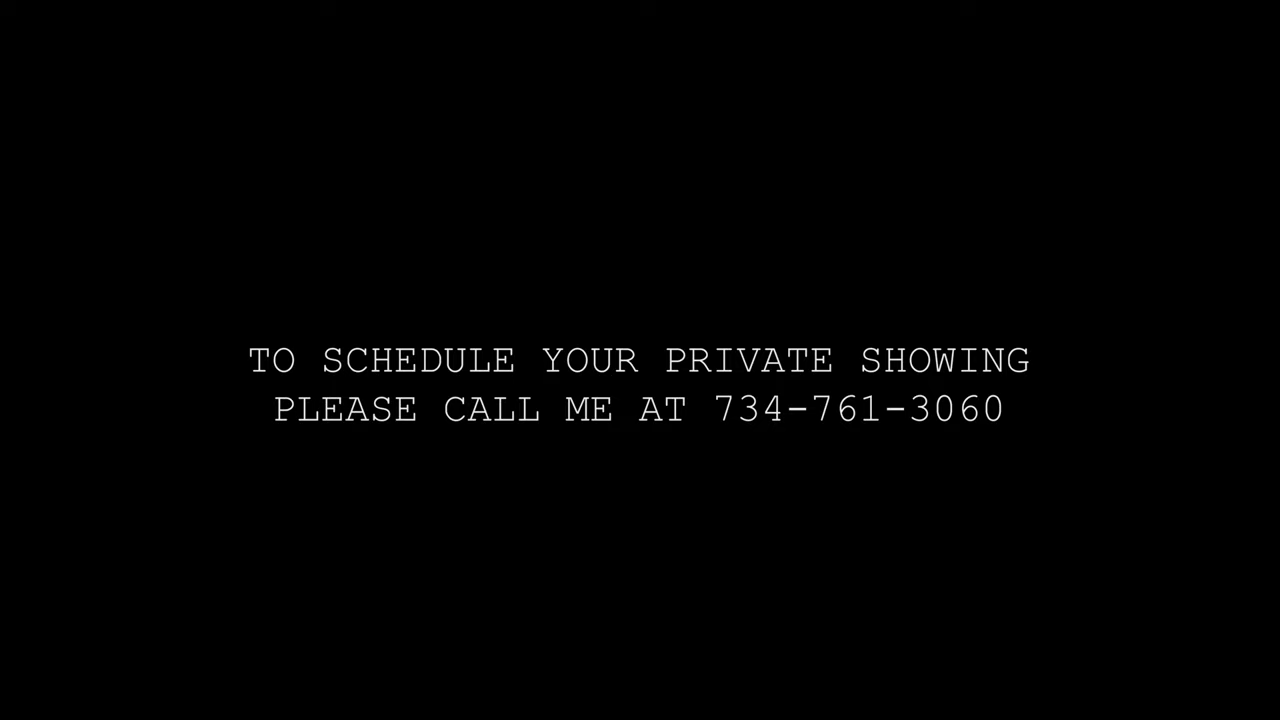 TO SCHEDULE YOUR PRIVATE SHOWING
PLEASE CALL ME AT 734-761-3060